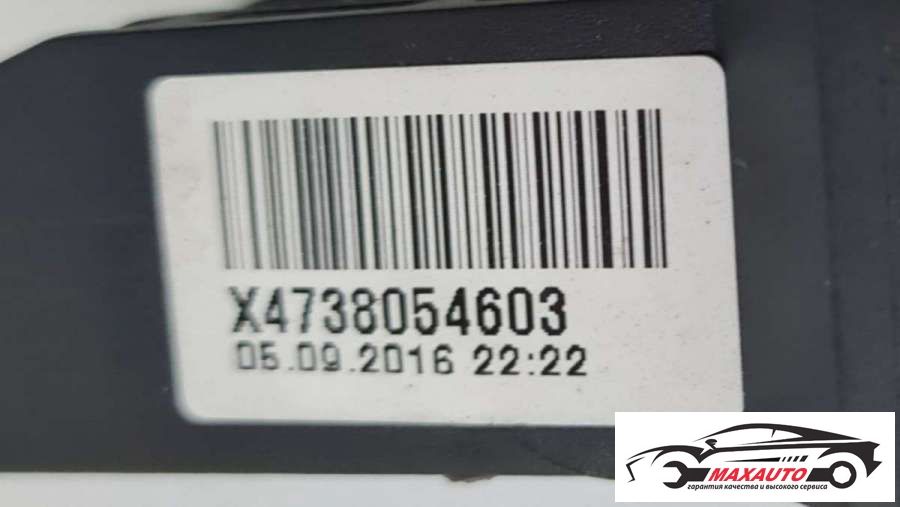 X4738054603
05.09.2016 22:22
MAXAUTO
гарантия качества и высокого сервиса